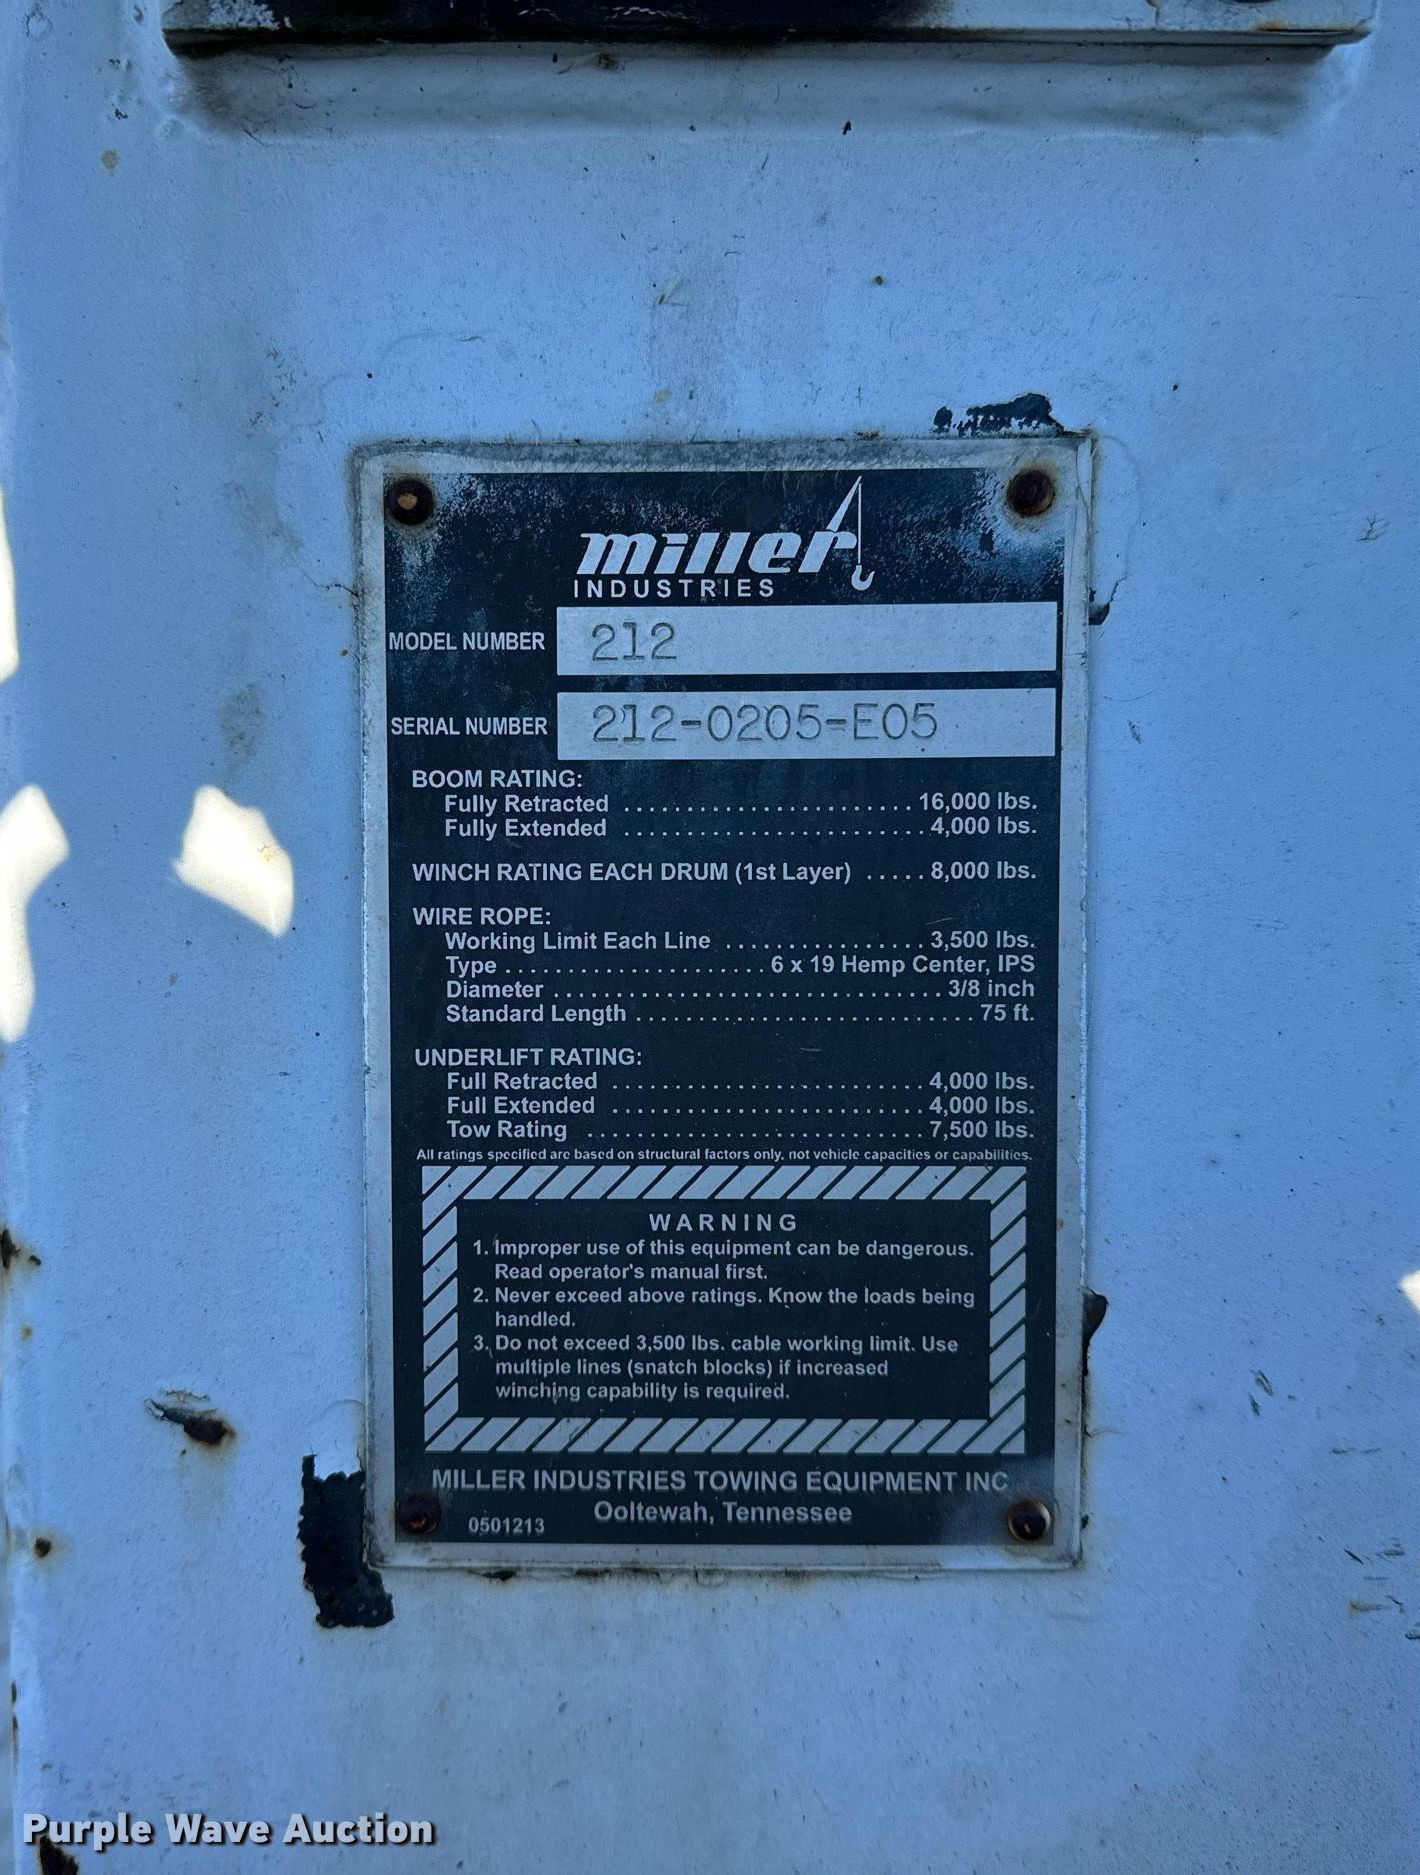 miller
INDUSTRIES
MODEL NUMBER 212
SERIAL NUMBER 212-0205-E05
BOOM RATING:
Fully Retracted ....................... 16,000 lbs.
Fully Extended ........................ 4,000 lbs.
WINCH RATING EACH DRUM (1st Layer) ..... 8,000 lbs.
WIRE ROPE:
Working Limit Each Line ................ 3,500 lbs.
Type ..................... 6 x 19 Hemp Center, IPS
Diameter ............................... 3/8 inch
Standard Length ........................... 75 ft.
UNDERLIFT RATING:
Full Retracted ......................... 4,000 lbs.
Full Extended ......................... 4,000 lbs.
Tow Rating ........................... 7,500 lbs.
All ratings specified are based on structural factors only, not vehicle capacities or capabilities.
WARNING
1. Improper use of this equipment can be dangerous.
Read operator's manual first.
2. Never exceed above ratings. Know the loads being
handled.
3. Do not exceed 3,500 lbs. cable working limit. Use
multiple lines (snatch blocks) if increased
winching capability is required.
MILLER INDUSTRIES TOWING EQUIPMENT INC
Ooltewah, Tennessee
0501213
Purple Wave Auction